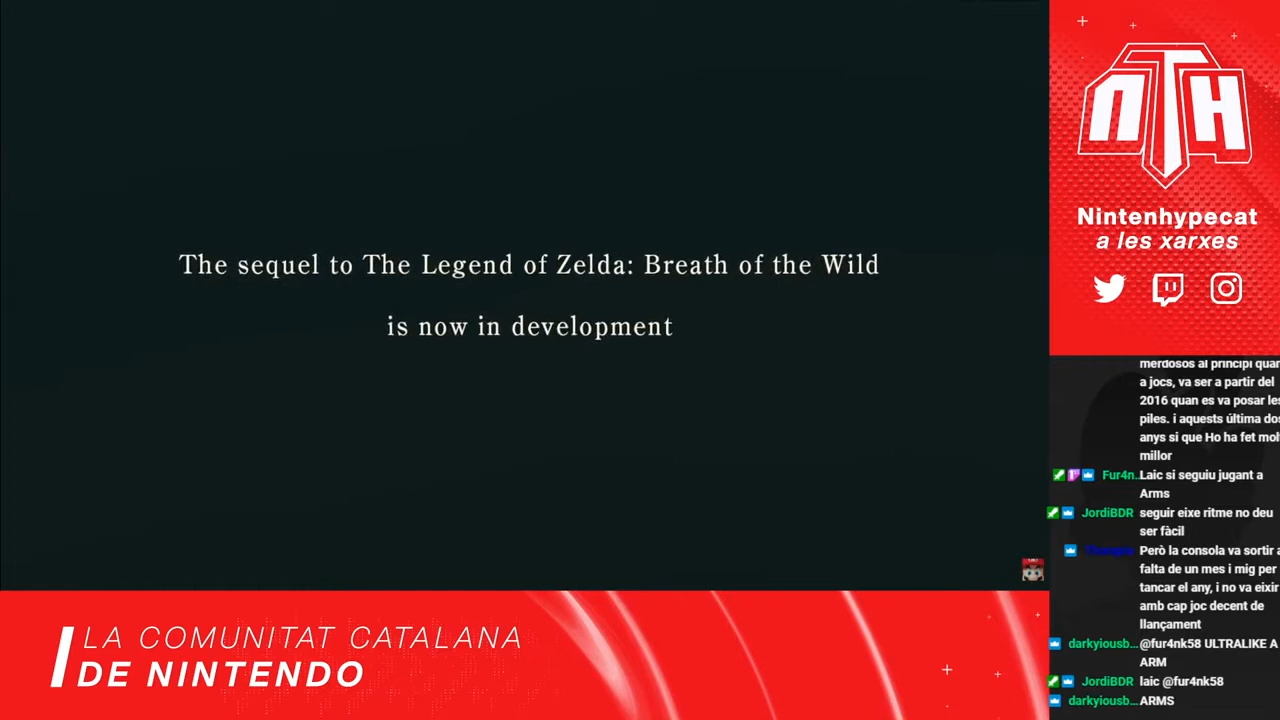 The sequel to The Legend of Zelda: Breath of the Wild
is now in development
LA COMUNITAT CATALANA
DE NINTENDO
nTH
Nintenhypecat
a les xarxes
merdosos al principi quan
a jocs, va ser a partir del
2016 quan es va posar les
piles. i aquests última dos
anys si que Ho ha fet mol
millor
Fur4n... Laic si seguiu jugant a
Arms
JordiBDR seguir eixe ritme no deu
ser fàcil
Però la consola va sortir a
falta de un mes i mig per
tancar el any, i no va eixir
amb cap joc decent de
llançament
darkyiousb... @fur4nk58 ULTRALIKE A
ARM
JordiBDR laic @fur4nk58
darkyiousb... ARMS